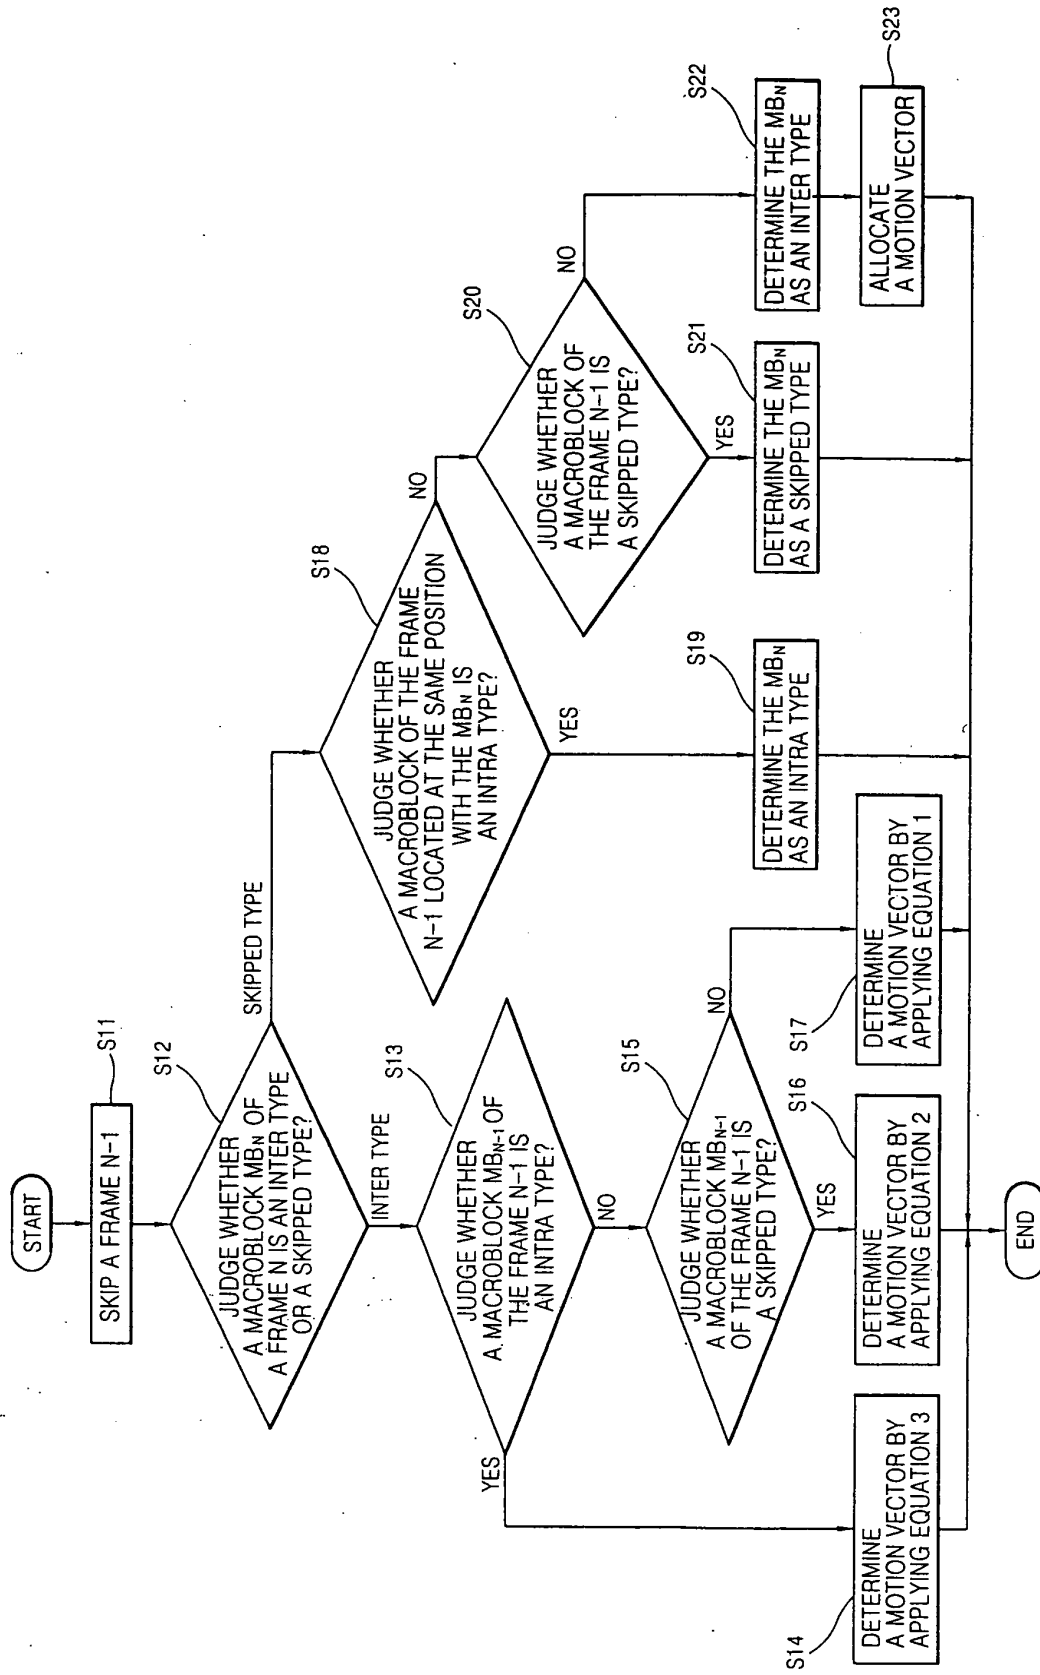 START
SKIP A FRAME N-1
S11
JUDGE WHETHER
A MACROBLOCK MBN OF
A FRAME N IS AN INTER TYPE
OR A SKIPPED TYPE?
S12
SKIPPED TYPE
INTER TYPE
JUDGE WHETHER
A MACROBLOCK MBN-1 OF
THE FRAME N-1 IS
AN INTRA TYPE?
S13
YES
NO
DETERMINE
A MOTION VECTOR BY
APPLYING EQUATION 3
S14
JUDGE WHETHER
A MACROBLOCK MBN-1
OF THE FRAME N-1 IS
A SKIPPED TYPE?
S15
YES
NO
DETERMINE
A MOTION VECTOR BY
APPLYING EQUATION 2
S16
DETERMINE
A MOTION VECTOR BY
APPLYING EQUATION 1
S17
JUDGE WHETHER
A MACROBLOCK OF THE FRAME
N-1 LOCATED AT THE SAME POSITION
WITH THE MBN IS
AN INTRA TYPE?
S18
YES
NO
DETERMINE THE MBN
AS AN INTRA TYPE
S19
JUDGE WHETHER
A MACROBLOCK OF
THE FRAME N-1 IS
A SKIPPED TYPE?
S20
YES
NO
DETERMINE THE MBN
AS A SKIPPED TYPE
S21
DETERMINE THE MBN
AS AN INTER TYPE
S22
ALLOCATE
A MOTION VECTOR
S23
END